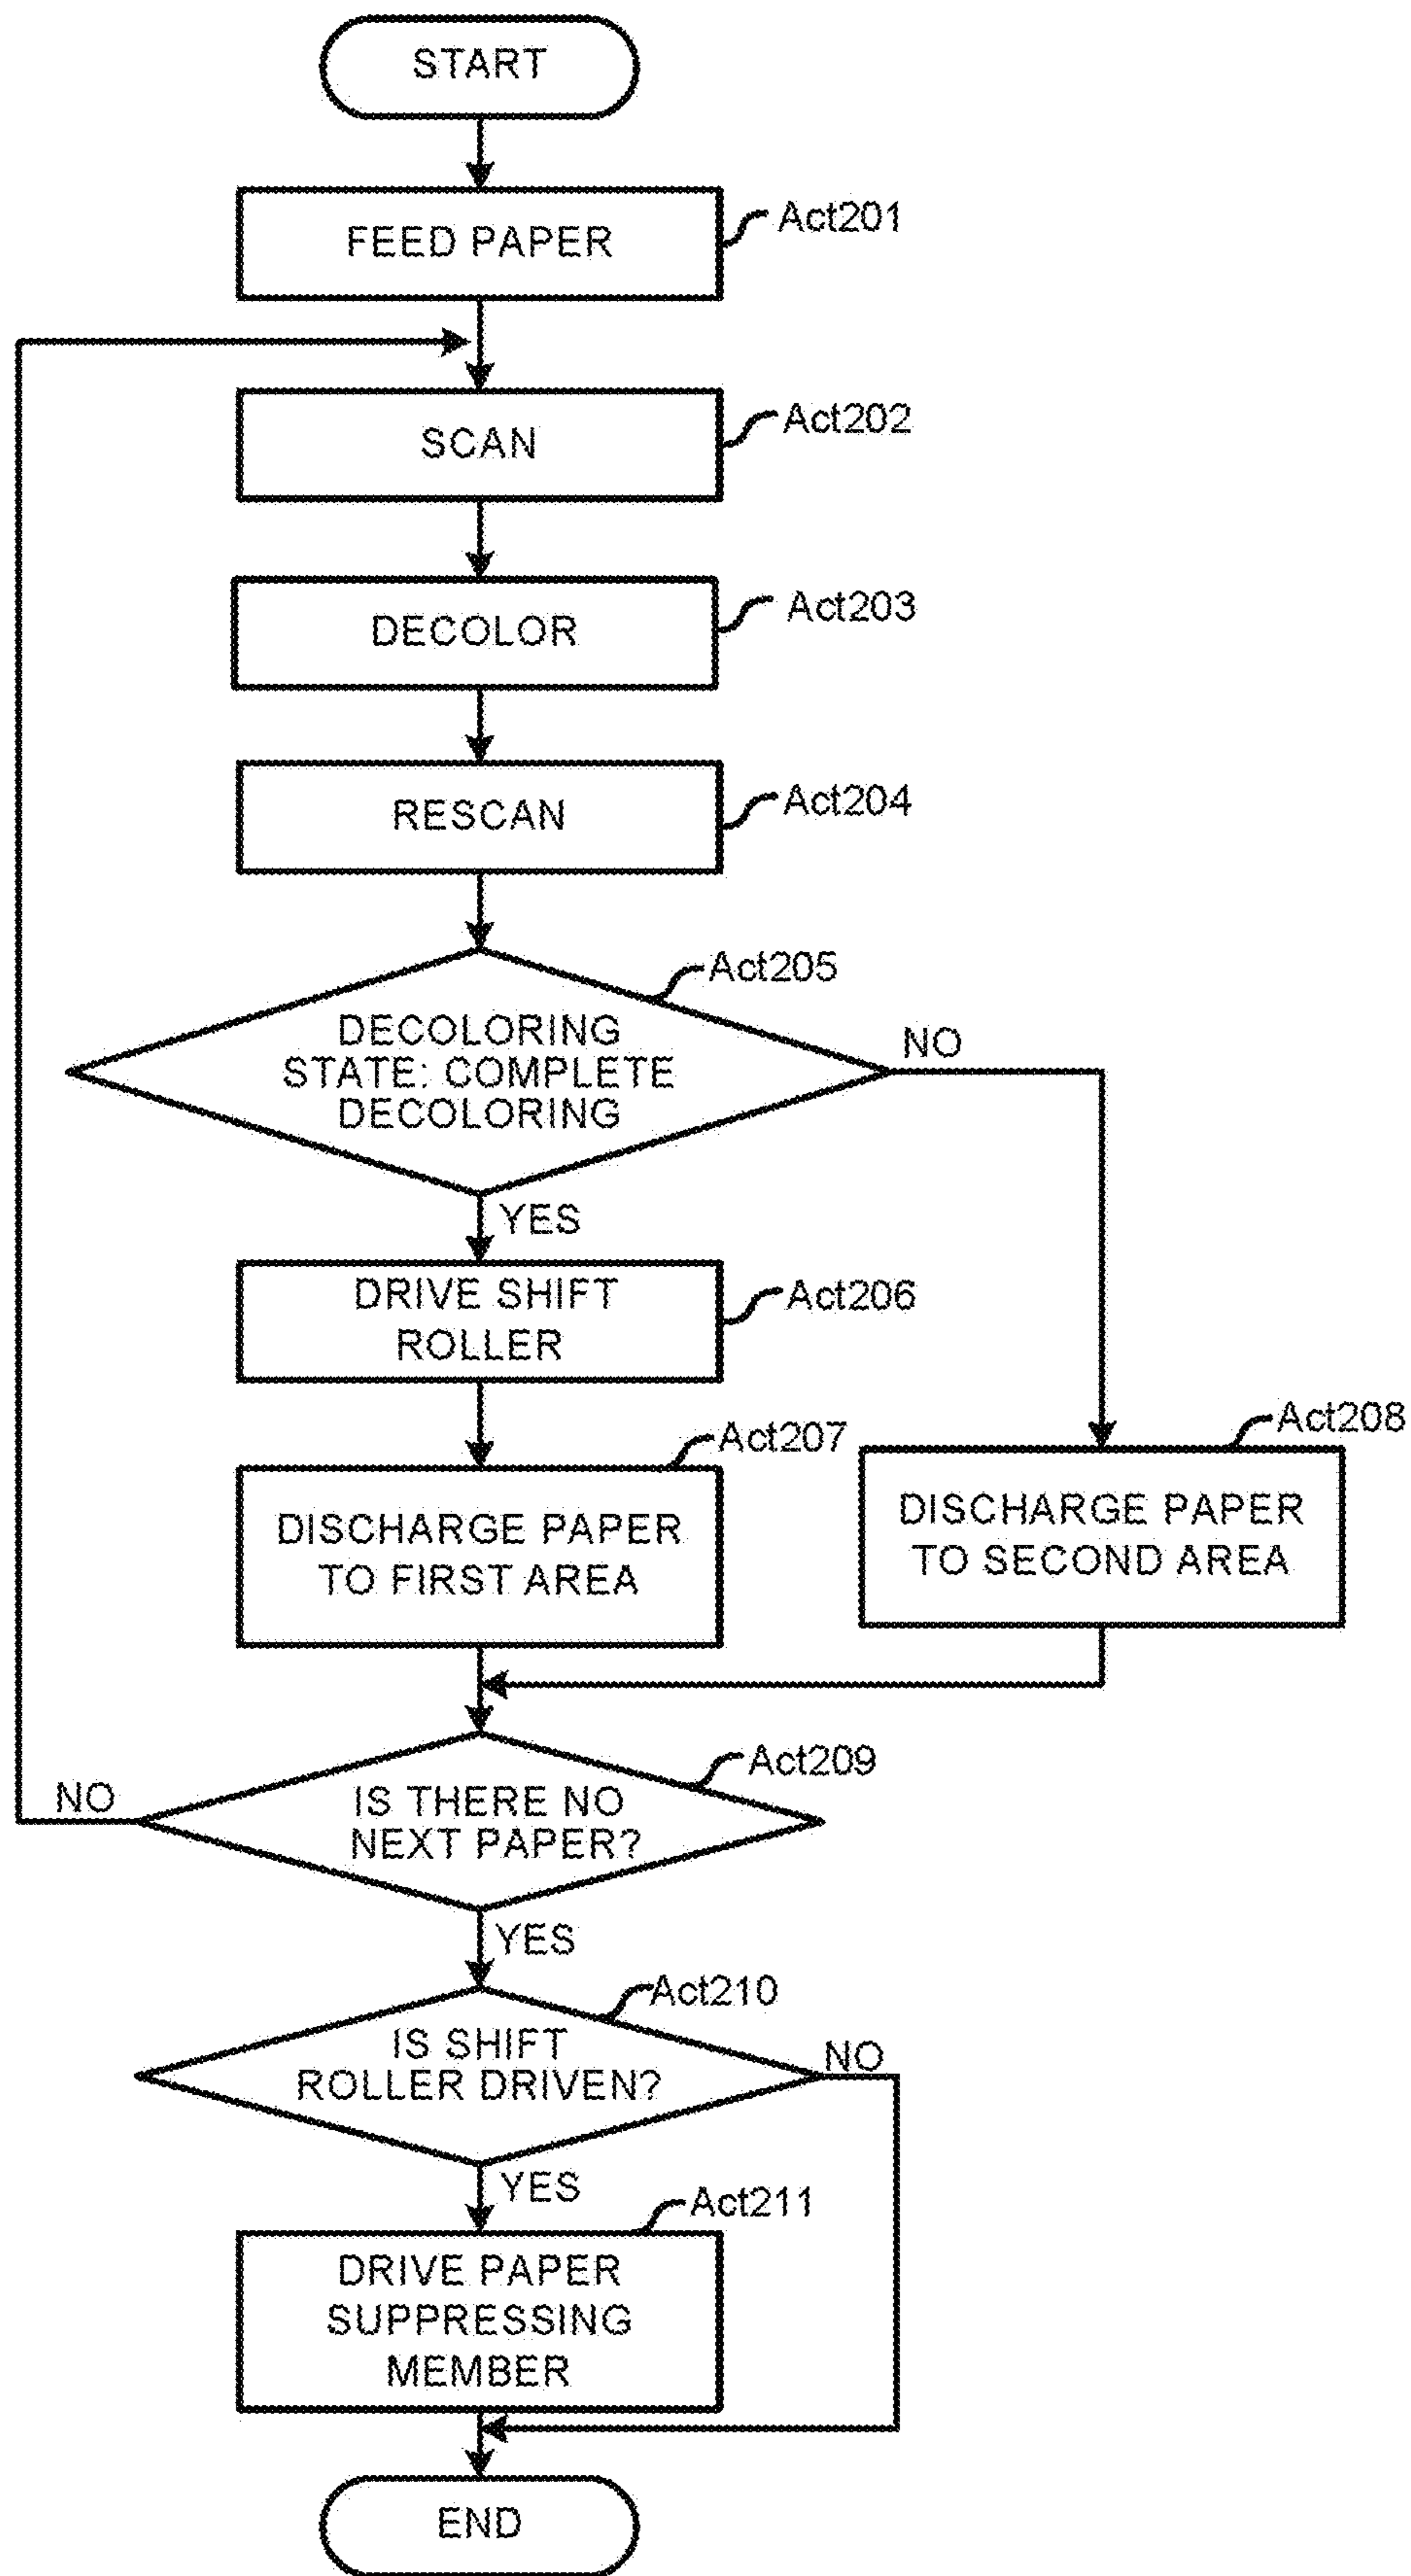 START
FEED PAPER
Act201
SCAN
Act202
DECOLOR
Act203
RESCAN
Act204
Act205
DECOLORING
STATE: COMPLETE
DECOLORING
NO
YES
DRIVE SHIFT
ROLLER
Act206
Act207
DISCHARGE PAPER
TO FIRST AREA
Act208
DISCHARGE PAPER
TO SECOND AREA
Act209
IS THERE NO
NEXT PAPER?
NO
YES
Act210
IS SHIFT
ROLLER DRIVEN?
NO
YES
Act211
DRIVE PAPER
SUPPRESSING
MEMBER
END